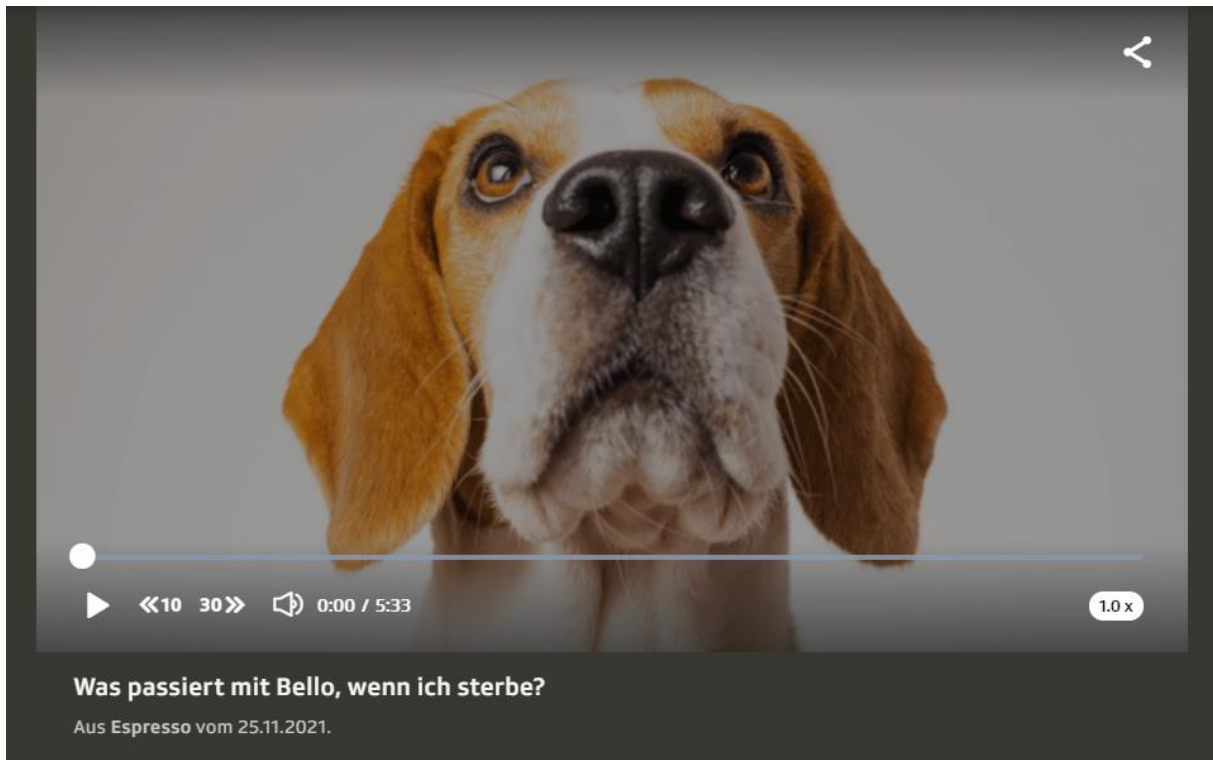 «10 30» 0:00 / 5:33 1.0 x
Was passiert mit Bello, wenn ich sterbe?
Aus Espresso vom 25.11.2021.